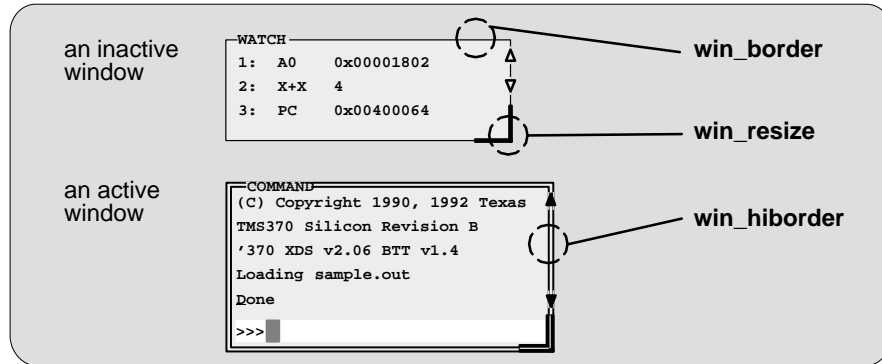 an inactive
window
WATCH
1: A0 0x00001802
2: X+X 4
3: PC 0x00400064
win_border
win_resize
an active
window
COMMAND
(C) Copyright 1990, 1992 Texas
TMS370 Silicon Revision B
’370 XDS v2.06 BTT v1.4
Loading sample.out
Done
>>>
win_hiborder